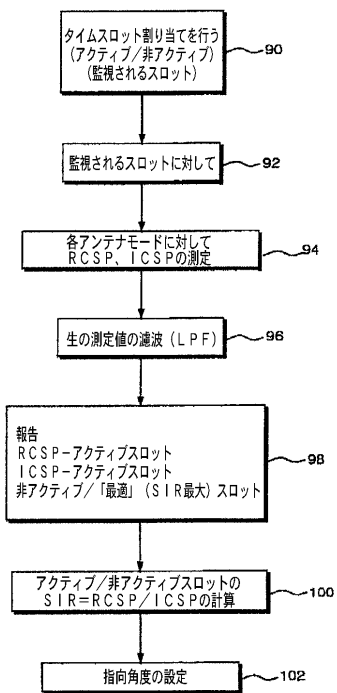 タイムスロット割り当てを行う
(アクティブ/非アクティブ)
(監視されるスロット)
90
監視されるスロットに対して
92
各アンテナモードに対して
RCSP、ICSPの測定
94
生の測定値の濾波(LPF)
96
報告
RCSP-アクティブスロット
ICSP-アクティブスロット
非アクティブ/「最適」(SIR最大)スロット
98
アクティブ/非アクティブスロットの
SIR=RCSP/ICSPの計算
100
指向角度の設定
102